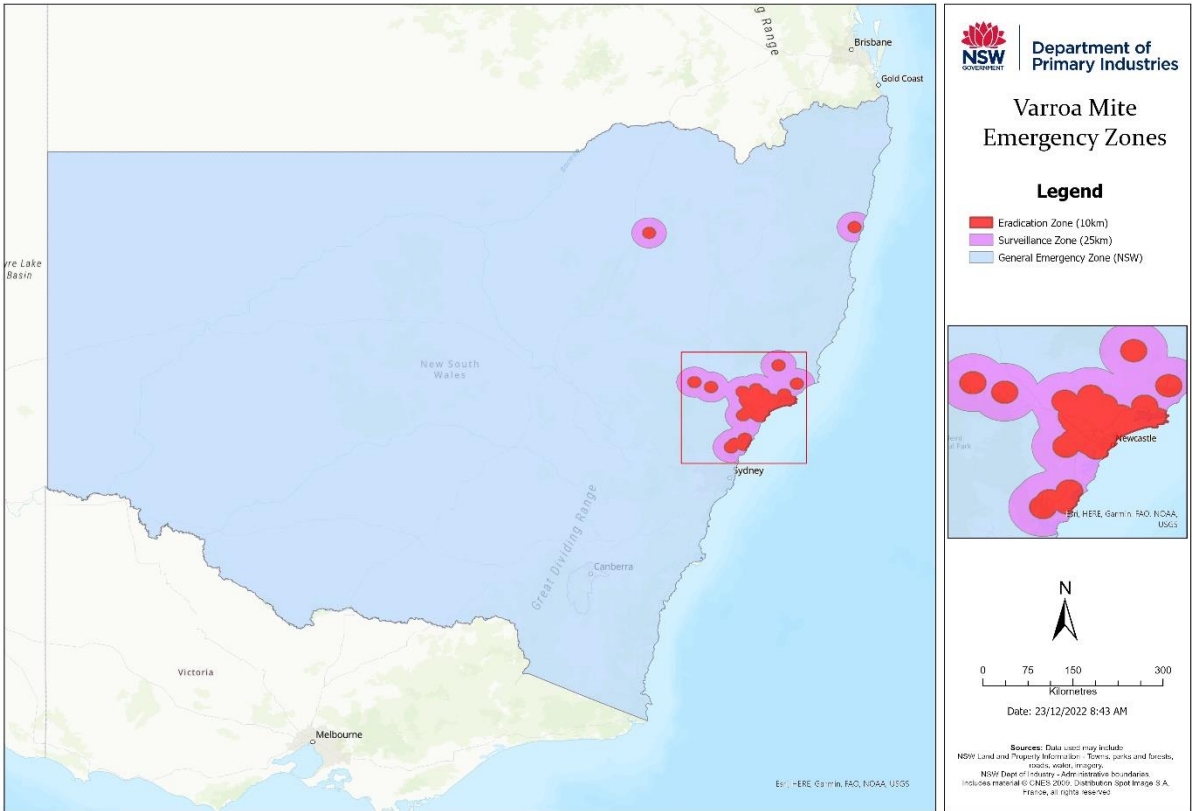 g Range
Brisbane
Gold Coast
yre Lake
Basin
New South
Wales
Sydney
Great Dividing Range
Canberra
Victoria
Melbourne
Esri, HERE, Garmin, FAO, NOAA, USGS
NSW
GOVERNMENT
Department of
Primary Industries
Varroa Mite
Emergency Zones
Legend
Eradication Zone (10km)
Surveillance Zone (25km)
General Emergency Zone (NSW)
Newcastle
Esri, HERE, Garmin, FAO, NOAA,
USGS
N
0 75 150 300
Kilometres
Date: 23/12/2022 8:43 AM
Sources: Data used may include
NSW Land and Property Information - Towns, parks and forests,
roads, water, imagery.
NSW Dept of Industry - Administrative boundaries.
Includes material © CNES 2009, Distribution Spot Image S.A.
France, all rights reserved